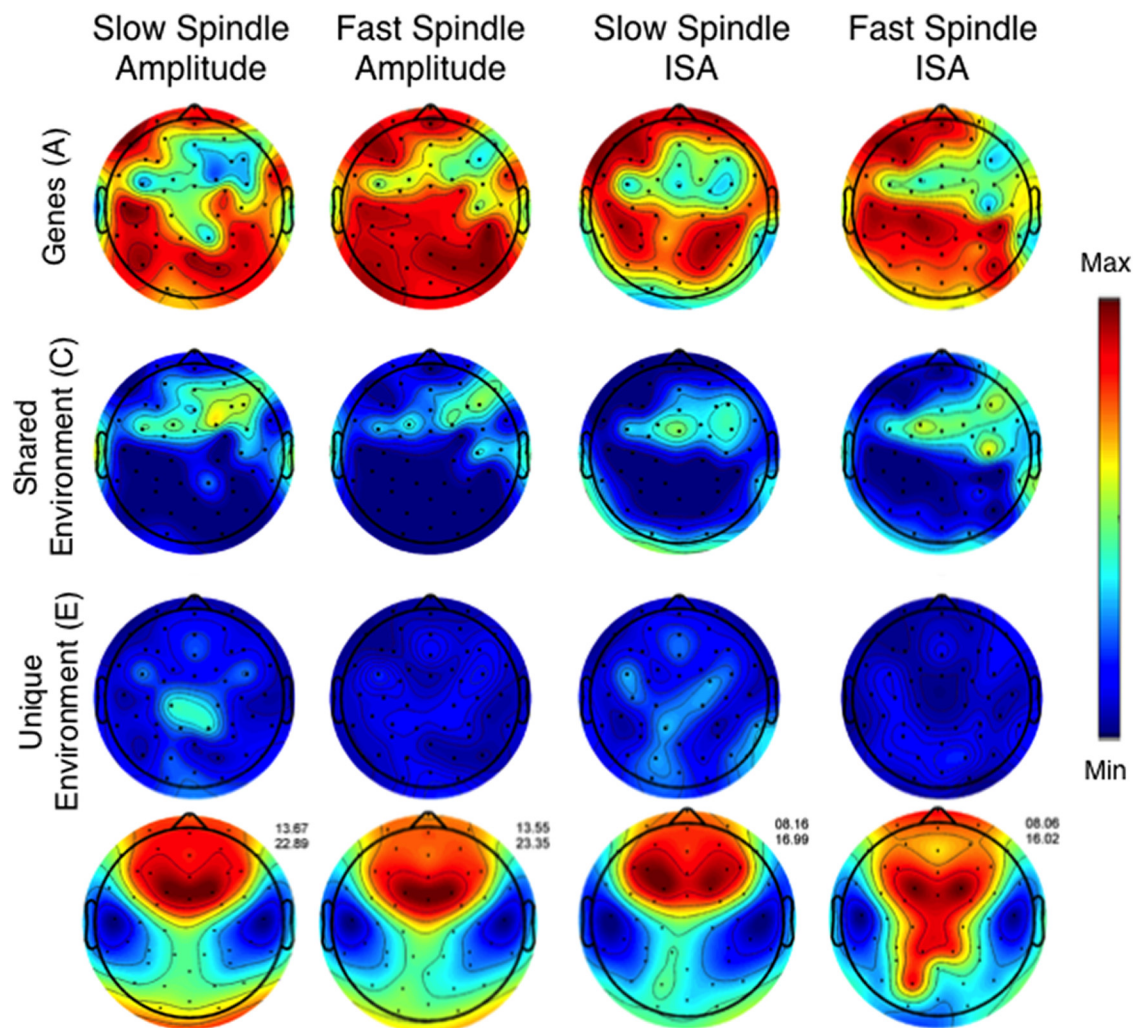 Slow Spindle
Amplitude
Fast Spindle
Amplitude
Slow Spindle
ISA
Fast Spindle
ISA
Genes (A)
Max
Shared
Environment (C)
Unique
Environment (E)
Min
13.67
22.89
13.55
23.35
08.16
16.99
08.06
16.02